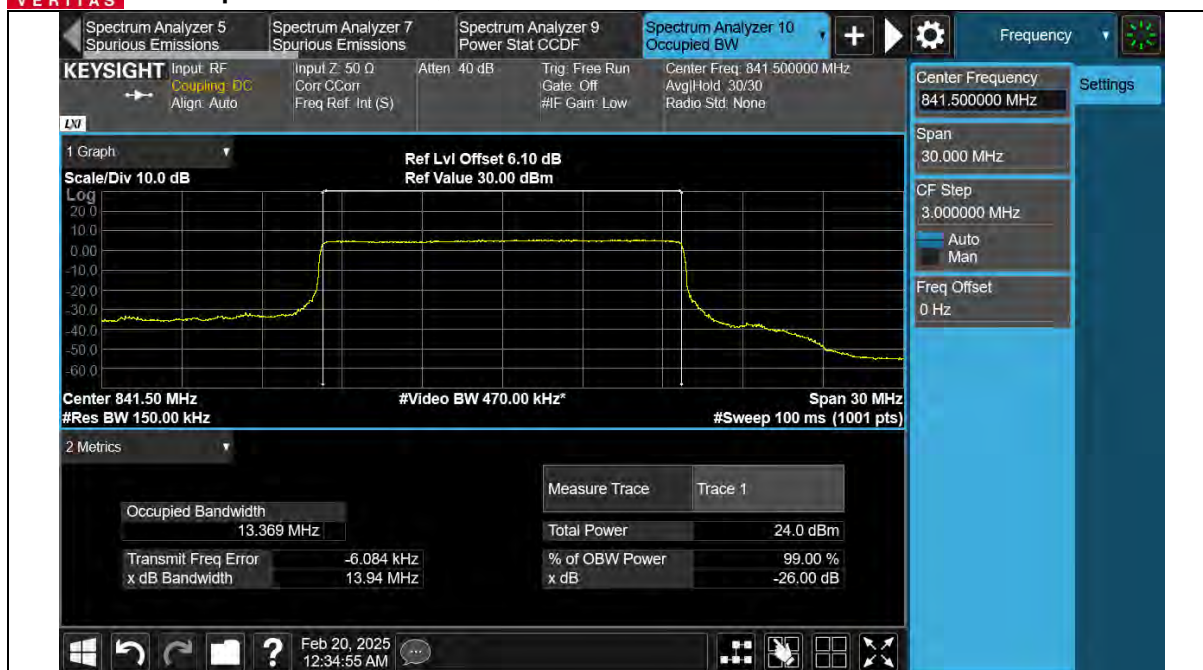 VERITAS
Spectrum Analyzer 5
Spurious Emissions
Spectrum Analyzer 7
Spurious Emissions
Spectrum Analyzer 9
Power Stat CCDF
Spectrum Analyzer 10
Occupied BW
Frequency
KEYSIGHT
Input: RF
Coupling: DC
Align: Auto
Input Z: 50 Ω
Corr CCorr
Freq Ref: Int (S)
Atten: 40 dB
Trig: Free Run
Gate: Off
#IF Gain: Low
Center Freq: 841.500000 MHz
Avg|Hold: 30/30
Radio Std: None
LXI
Center Frequency
841.500000 MHz
Settings
Span
30.000 MHz
CF Step
3.000000 MHz
Auto
Man
Freq Offset
0 Hz
1 Graph
Ref Lvl Offset 6.10 dB
Scale/Div 10.0 dB
Ref Value 30.00 dBm
Log
20.0
10.0
0.00
-10.0
-20.0
-30.0
-40.0
-50.0
-60.0
Center 841.50 MHz
#Video BW 470.00 kHz*
Span 30 MHz
#Res BW 150.00 kHz
#Sweep 100 ms (1001 pts)
2 Metrics
Measure Trace
Trace 1
Occupied Bandwidth
13.369 MHz
Total Power
24.0 dBm
Transmit Freq Error
-6.084 kHz
% of OBW Power
99.00 %
x dB Bandwidth
13.94 MHz
x dB
-26.00 dB
Feb 20, 2025
12:34:55 AM